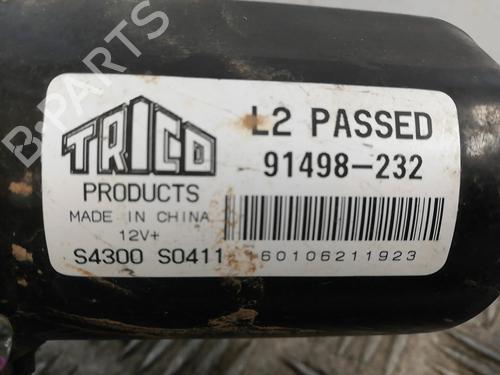 TRICO
PRODUCTS
MADE IN CHINA
12V+
S4300 S0411
L2 PASSED
91498-232
60106211923
B-PARTS